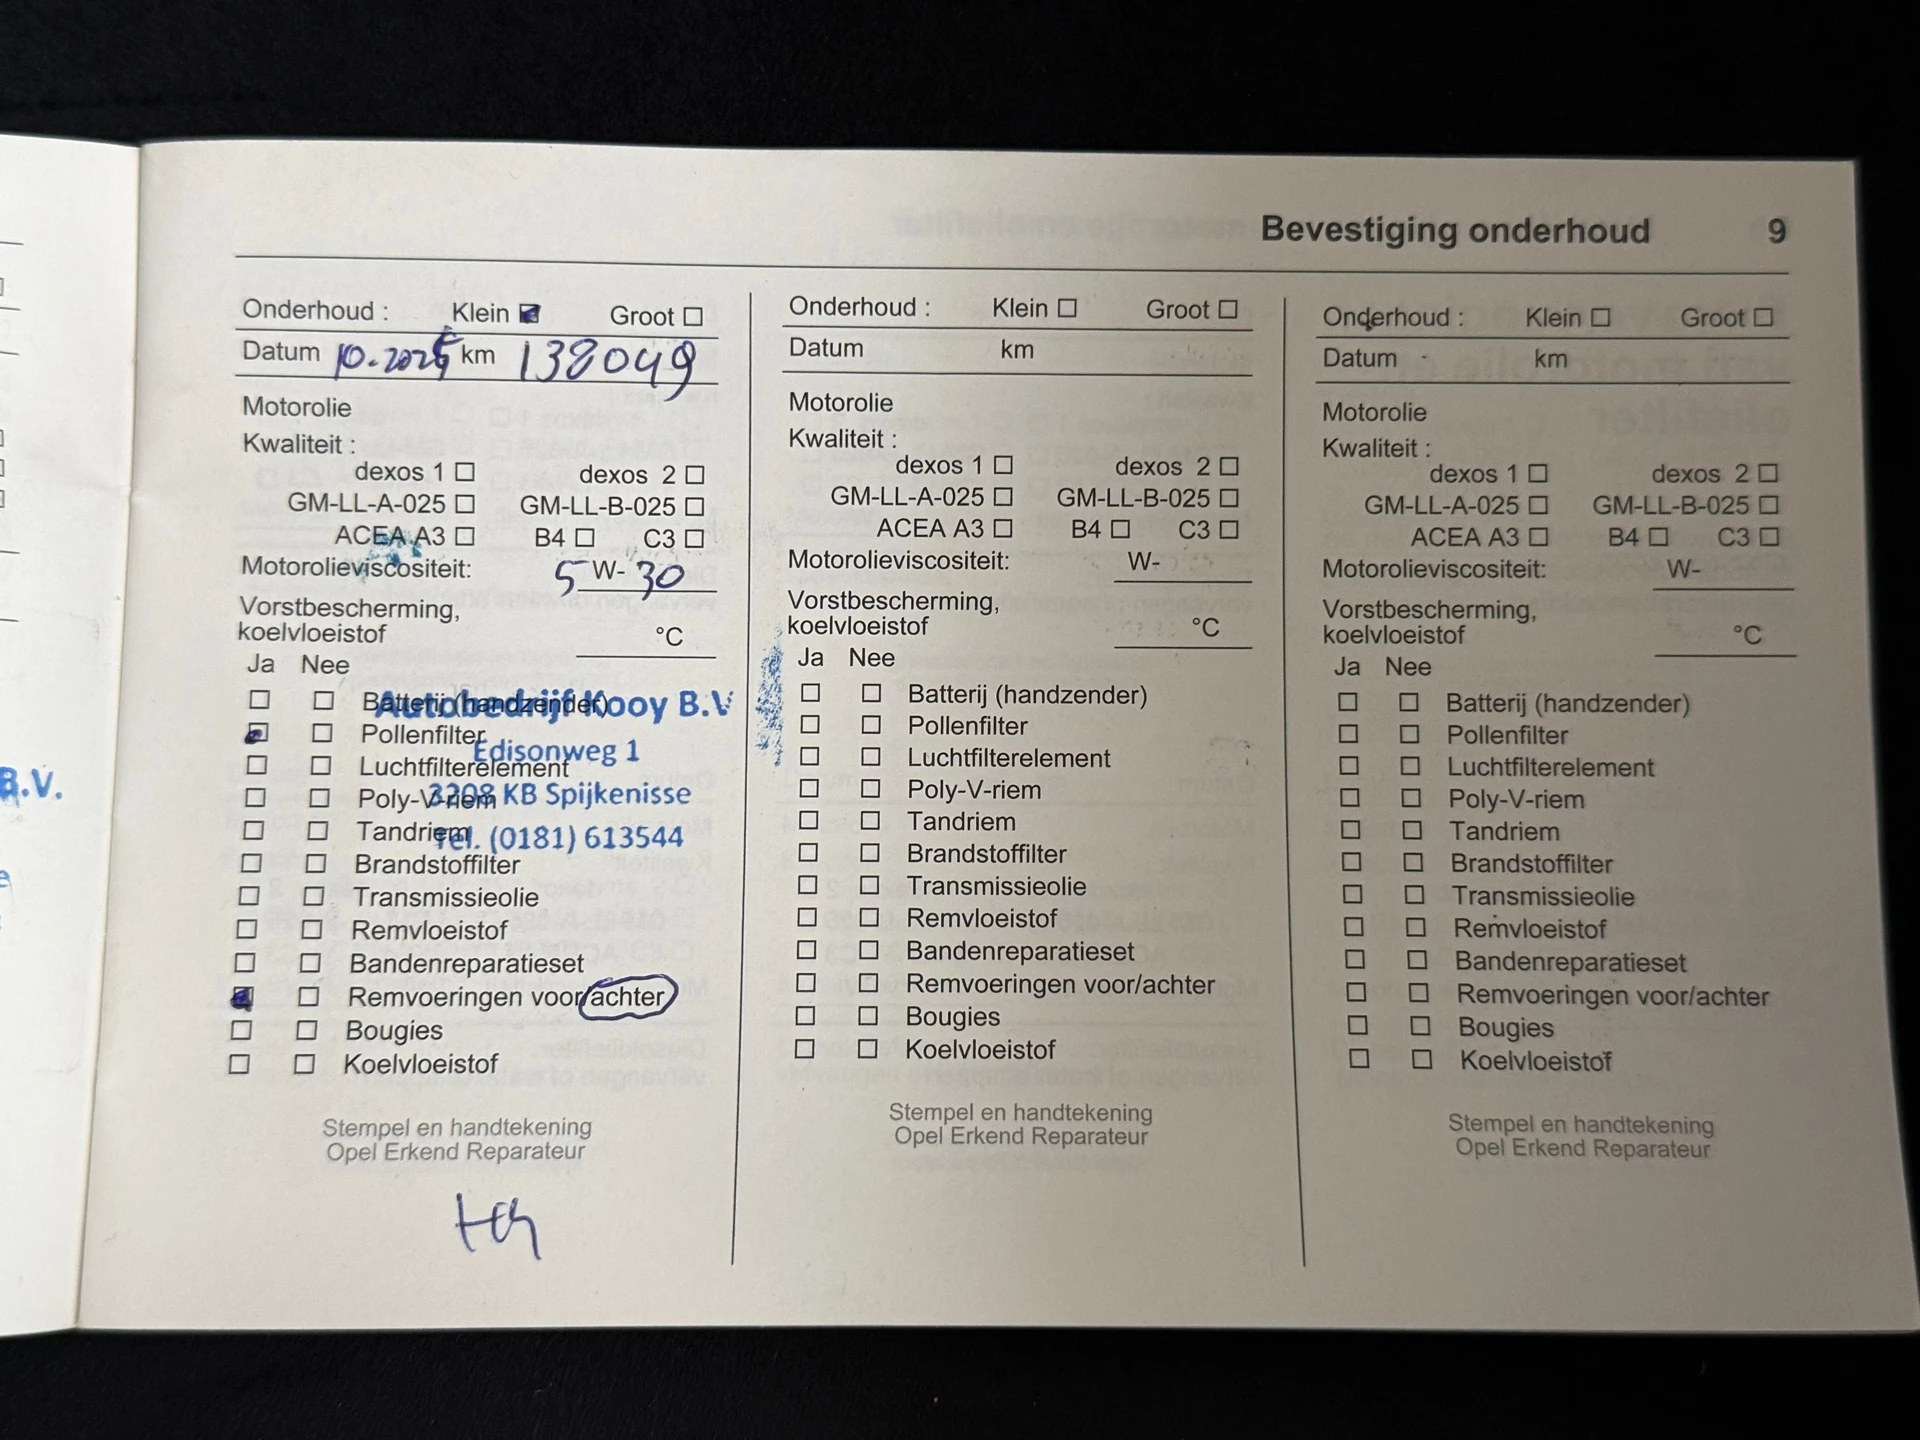 Bevestiging onderhoud 9
Onderhoud : Klein Groot
Datum 10.2025 km 138049
Motorolie
Kwaliteit :
dexos 1 dexos 2
GM-LL-A-025 GM-LL-B-025
ACEA A3 B4 C3
Motorolieviscositeit: 5 W- 30
Vorstbescherming,
koelvloeistof °C
Ja Nee
Batterij (handzender)
Pollenfilter
Luchtfilterelement
Poly-V-riem
Tandriem
Brandstoffilter
Transmissieolie
Remvloeistof
Bandenreparatieset
Remvoeringen voor/achter
Bougies
Koelvloeistof
Autobedrijf Kooy B.V
Edisonweg 1
3208 KB Spijkenisse
Tel. (0181) 613544
Stempel en handtekening
Opel Erkend Reparateur
Onderhoud : Klein Groot
Datum km
Motorolie
Kwaliteit :
dexos 1 dexos 2
GM-LL-A-025 GM-LL-B-025
ACEA A3 B4 C3
Motorolieviscositeit: W-
Vorstbescherming,
koelvloeistof °C
Ja Nee
Batterij (handzender)
Pollenfilter
Luchtfilterelement
Poly-V-riem
Tandriem
Brandstoffilter
Transmissieolie
Remvloeistof
Bandenreparatieset
Remvoeringen voor/achter
Bougies
Koelvloeistof
Stempel en handtekening
Opel Erkend Reparateur
Onderhoud : Klein Groot
Datum km
Motorolie
Kwaliteit :
dexos 1 dexos 2
GM-LL-A-025 GM-LL-B-025
ACEA A3 B4 C3
Motorolieviscositeit: W-
Vorstbescherming,
koelvloeistof °C
Ja Nee
Batterij (handzender)
Pollenfilter
Luchtfilterelement
Poly-V-riem
Tandriem
Brandstoffilter
Transmissieolie
Remvloeistof
Bandenreparatieset
Remvoeringen voor/achter
Bougies
Koelvloeistof
Stempel en handtekening
Opel Erkend Reparateur
B.V.